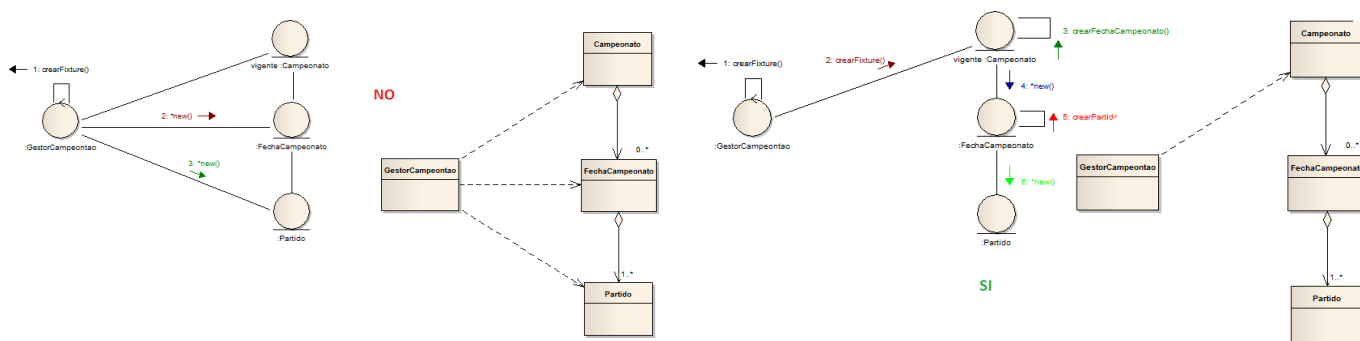 1: crearFixture()
vigente :Campeonato
:GestorCampeontao
2: *new()
:FechaCampeonato
3: *new()
:Partido
NO
Campeonato
0..*
GestorCampeontao
FechaCampeonato
1..*
Partido
1: crearFixture()
2: crearFixture()
3: crearFechaCampeonato()
vigente :Campeonato
4: *new()
:GestorCampeontao
5: crearPartido
:FechaCampeonato
6: *new()
:Partido
SI
Campeonato
0..*
GestorCampeontao
FechaCampeonato
1..*
Partido